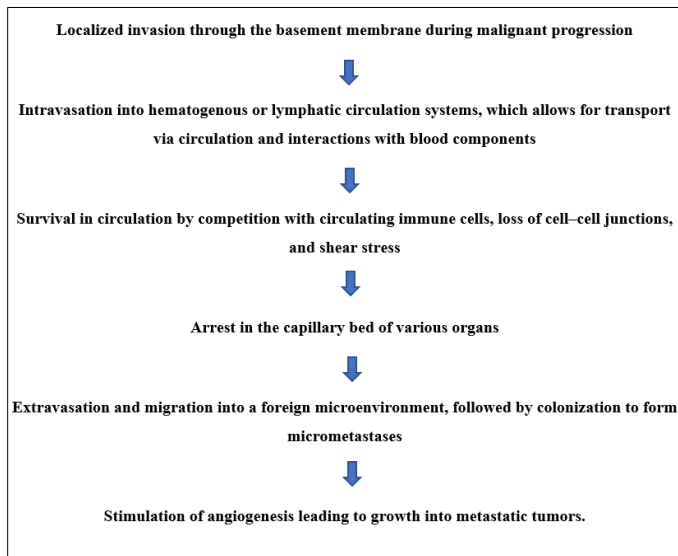 Localized invasion through the basement membrane during malignant progression
Intravasation into hematogenous or lymphatic circulation systems, which allows for transport
via circulation and interactions with blood components
Survival in circulation by competition with circulating immune cells, loss of cell–cell junctions,
and shear stress
Arrest in the capillary bed of various organs
Extravasation and migration into a foreign microenvironment, followed by colonization to form
micrometastases
Stimulation of angiogenesis leading to growth into metastatic tumors.